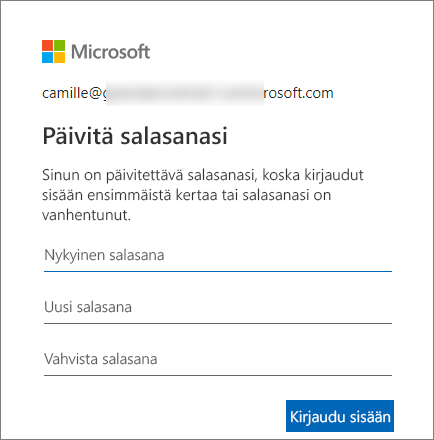 Microsoft
camille@g rosoft.com
Päivitä salasanasi
Sinun on päivitettävä salasanasi, koska kirjaudut
sisään ensimmäistä kertaa tai salasanasi on
vanhentunut.
Nykyinen salasana
Uusi salasana
Vahvista salasana
Kirjaudu sisään